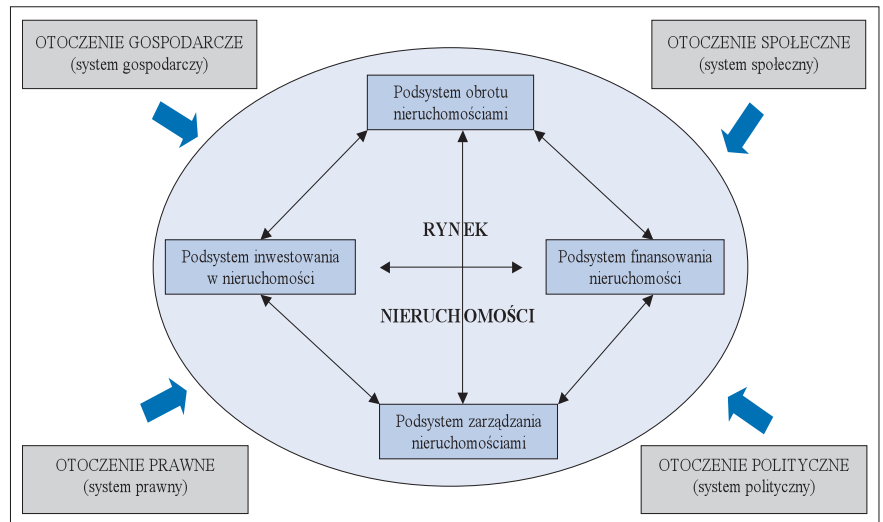 OTOCZENIE GOSPODARCZE
(system gospodarczy)
OTOCZENIE SPOŁECZNE
(system społeczny)
Podsystem obrotu
nieruchomościami
RYNEK
Podsystem inwestowania
w nieruchomości
Podsystem finansowania
nieruchomości
NIERUCHOMOŚCI
Podsystem zarządzania
nieruchomościami
OTOCZENIE PRAWNE
(system prawny)
OTOCZENIE POLITYCZNE
(system polityczny)